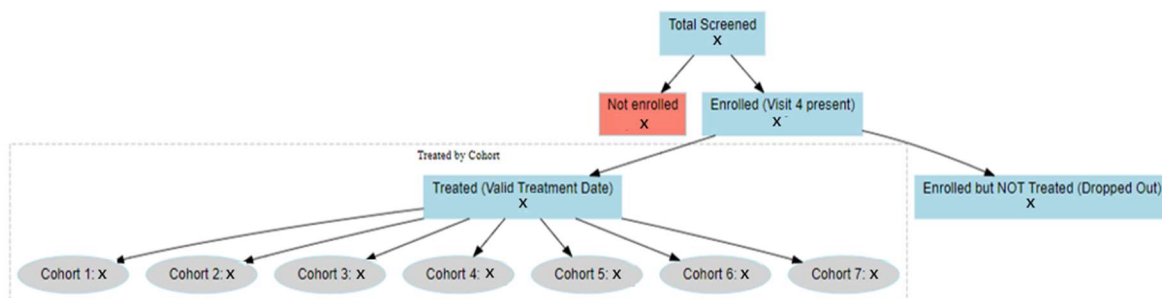 Total Screened
x
Not enrolled
x
Enrolled (Visit 4 present)
x
Treated by Cohort
Treated (Valid Treatment Date)
x
Enrolled but NOT Treated (Dropped Out)
x
Cohort 1: x
Cohort 2: x
Cohort 3: x
Cohort 4: x
Cohort 5: x
Cohort 6: x
Cohort 7: x